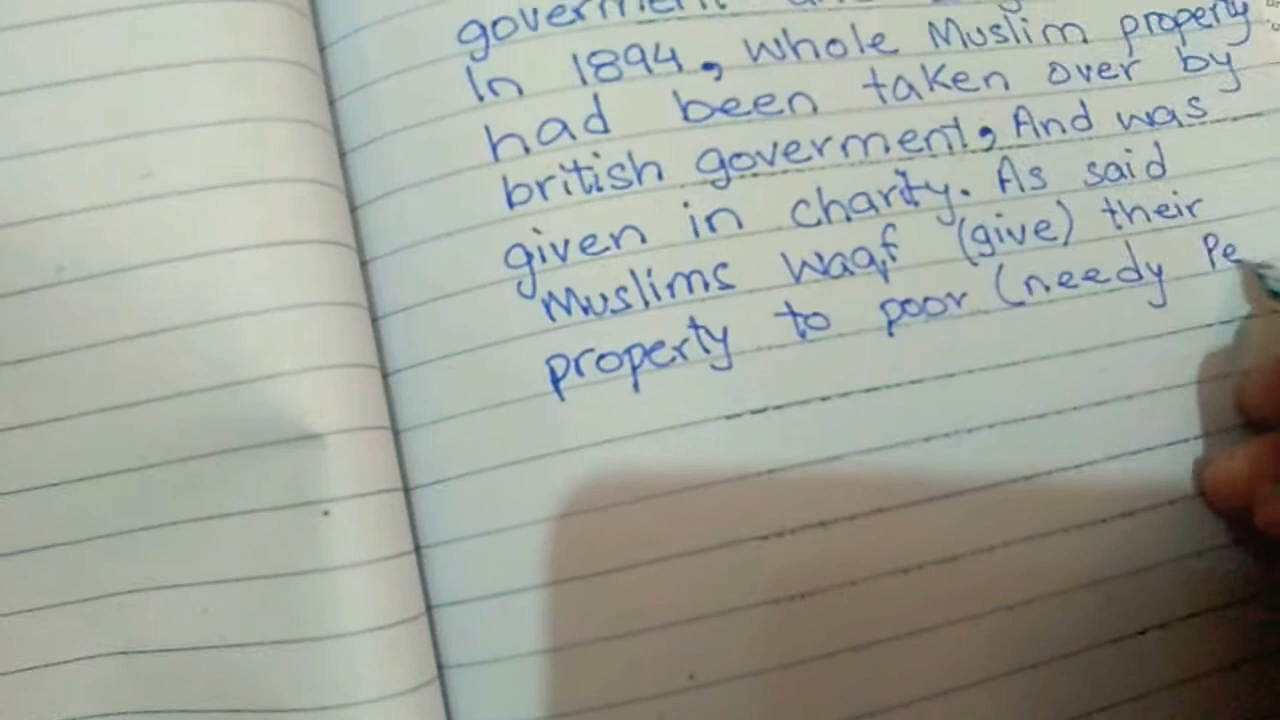 goverment
In 1894, whole Muslim property
had been taken over by
british goverment, And was
given in charity. As said
Muslims waqf (give) their
property to poor (needy Pe